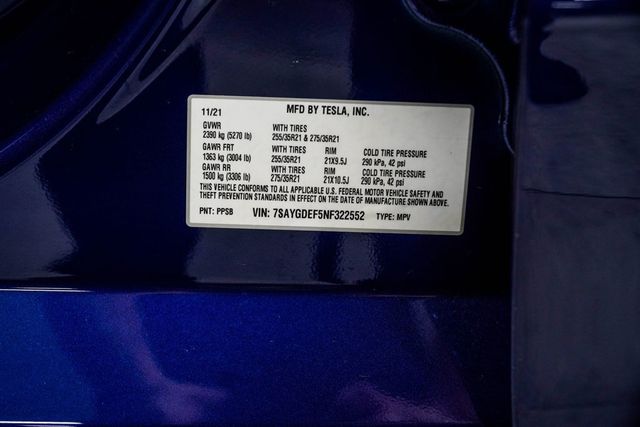 11/21 MFD BY TESLA, INC.
GVWR WITH TIRES
2390 kg (5270 lb) 255/35R21 & 275/35R21
GAWR FRT WITH TIRES RIM COLD TIRE PRESSURE
1363 kg (3004 lb) 255/35R21 21X9.5J 290 kPa, 42 psi
GAWR RR WITH TIRES RIM COLD TIRE PRESSURE
1500 kg (3306 lb) 275/35R21 21X10.5J 290 kPa, 42 psi
THIS VEHICLE CONFORMS TO ALL APPLICABLE U.S. FEDERAL MOTOR VEHICLE SAFETY AND
THEFT PREVENTION STANDARDS IN EFFECT ON THE DATE OF MANUFACTURE SHOWN ABOVE.
PNT: PPSB VIN: 7SAYGDEF5NF322552 TYPE: MPV